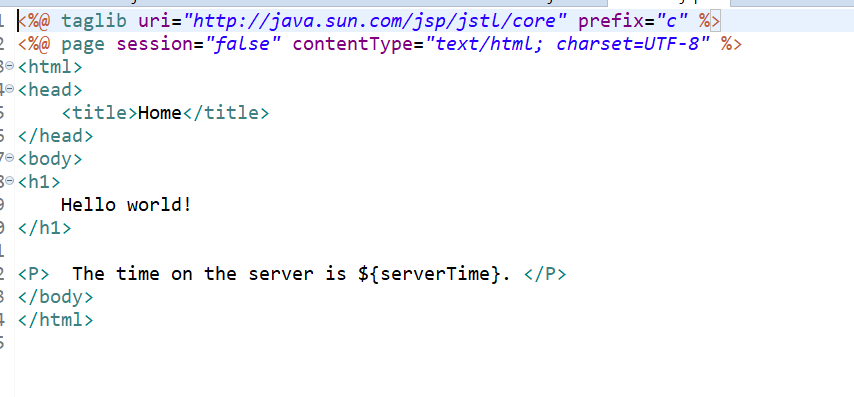 <%@ taglib uri="http://java.sun.com/jsp/jstl/core" prefix="c" %>
<%@ page session="false" contentType="text/html; charset=UTF-8" %>
<html>
<head>
    <title>Home</title>
</head>
<body>
<h1>
    Hello world!
</h1>

<P>  The time on the server is ${serverTime}. </P>
</body>
</html>